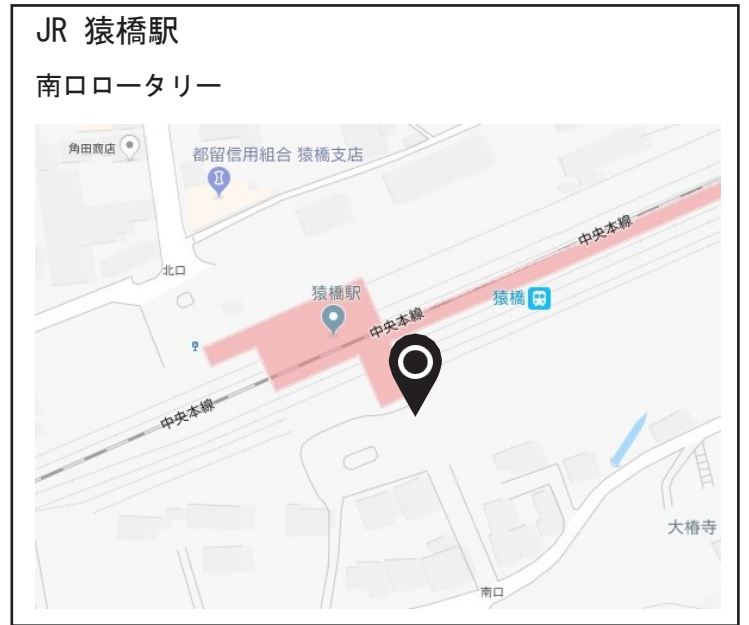 JR 猿橋駅
南口ロータリー
角田商店
都留信用組合 猿橋支店
中央本線
北口
猿橋駅
猿橋
中央本線
中央本線
大椿寺
南口